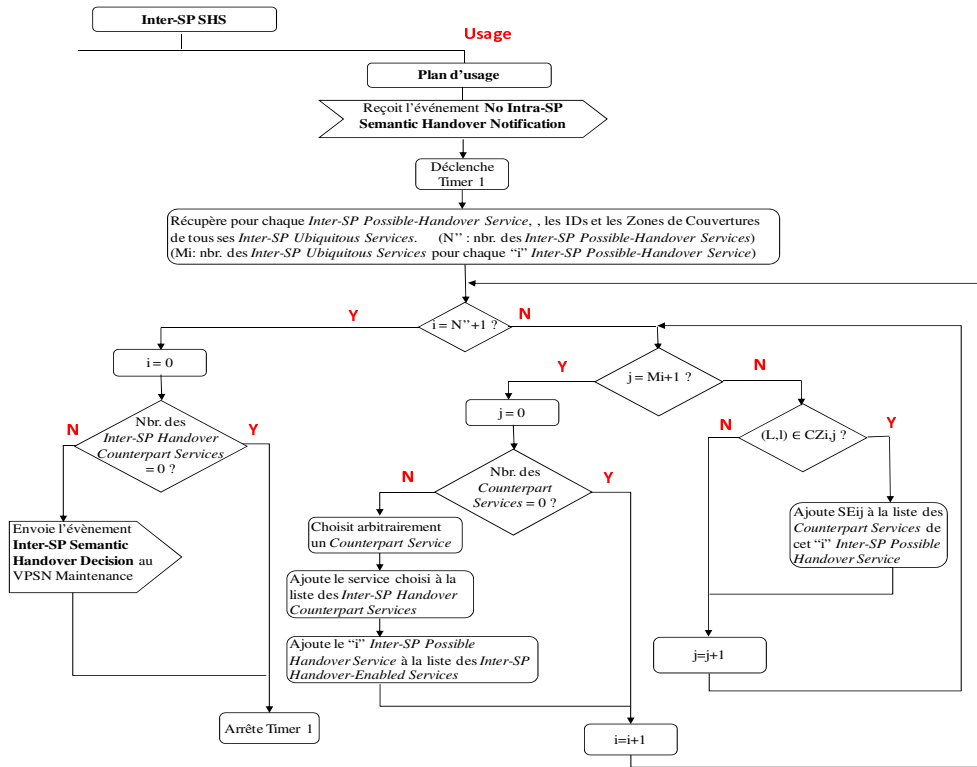 Inter-SP SHS
Usage
Plan d'usage
Reçoit l'événement No Intra-SP
Semantic Handover Notification
Déclenche
Timer 1
Récupère pour chaque Inter-SP Possible-Handover Service, , les IDs et les Zones de Couvertures
de tous ses Inter-SP Ubiquitous Services. (N'' : nbr. des Inter-SP Possible-Handover Services)
(Mi: nbr. des Inter-SP Ubiquitous Services pour chaque “i” Inter-SP Possible-Handover Service)
Y
i = N''+1 ?
N
i = 0
Y
j = Mi+1 ?
N
N
Nbr. des
Inter-SP Handover
Counterpart Services
= 0 ?
Y
j = 0
N
(L,l) ∈ CZi,j ?
Y
N
Nbr. des
Counterpart
Services = 0 ?
Y
Envoie l'évènement
Inter-SP Semantic
Handover Decision au
VPSN Maintenance
Choisit arbitrairement
un Counterpart Service
Ajoute SEij à la liste des
Counterpart Services de
cet “i” Inter-SP Possible
Handover Service
Ajoute le service choisi à la
liste des Inter-SP Handover
Counterpart Services
Ajoute le “i” Inter-SP Possible
Handover Service à la liste des Inter-SP
Handover-Enabled Services
j=j+1
Arrête Timer 1
i=i+1